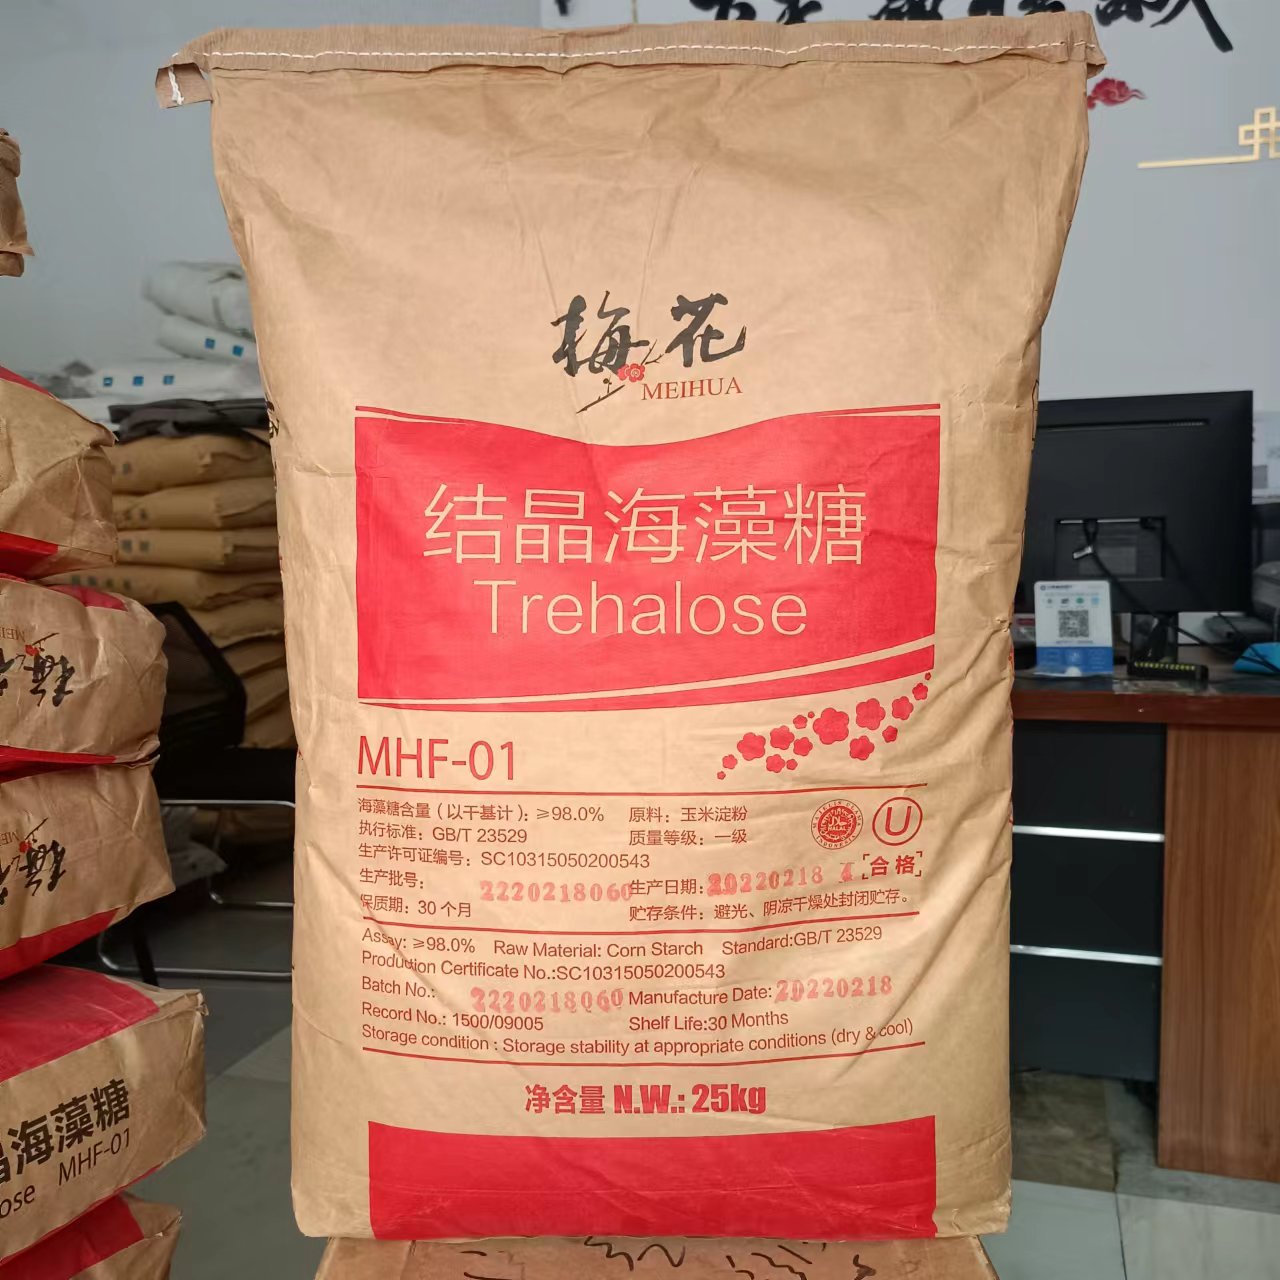 梅花
MEIHUA
结晶海藻糖
Trehalose
MHF-01
海藻糖含量（以干基计）：≥98.0% 原料：玉米淀粉
执行标准：GB/T 23529 质量等级：一级
生产许可证编号：SC10315050200543
生产批号：2220218060 生产日期：20220218 合格
保质期：30个月 贮存条件：避光、阴凉干燥处封闭贮存。
Assay: ≥98.0% Raw Material: Corn Starch Standard:GB/T 23529
Production Certificate No.:SC10315050200543
Batch No.: 2220218060 Manufacture Date: 20220218
Record No.: 1500/09005 Shelf Life:30 Months
Storage condition : Storage stability at appropriate conditions (dry & cool)
净含量 N.W.: 25kg
HALAL
U
海藻糖
ose MHF-01